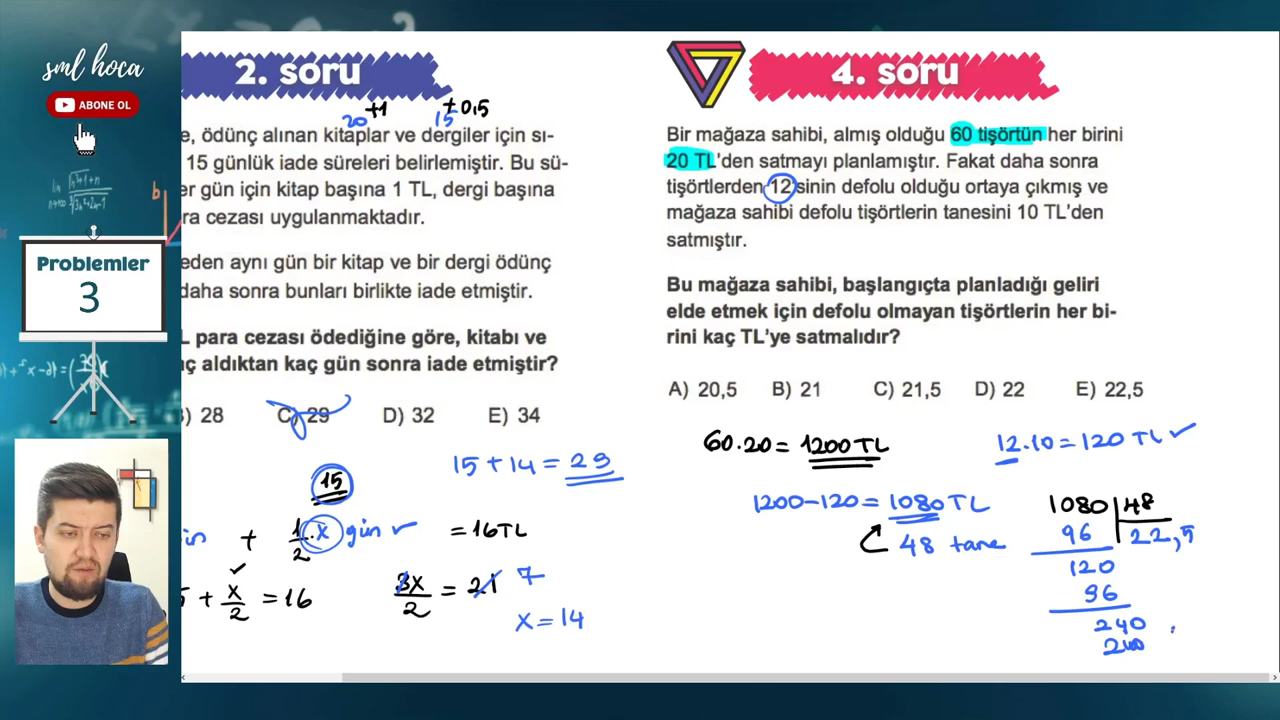 sml hoca
ABONE OL
Problemler
3
2. soru
20 +1 15 +0,5
e, ödünç alınan kitaplar ve dergiler için sı-
15 günlük iade süreleri belirlemiştir. Bu sü-
er gün için kitap başına 1 TL, dergi başına
ra cezası uygulanmaktadır.
eden aynı gün bir kitap ve bir dergi ödünç
daha sonra bunları birlikte iade etmiştir.
L para cezası ödediğine göre, kitabı ve
ç aldıktan kaç gün sonra iade etmiştir?
) 28 C) 29 D) 32 E) 34
15 + 14 = 29
15
in + 1/2 · x gün = 16TL
5 + x/2 = 16 3x/2 = 21 7
x = 14
4. soru
Bir mağaza sahibi, almış olduğu 60 tişörtün her birini
20 TL'den satmayı planlamıştır. Fakat daha sonra
tişörtlerden 12 sinin defolu olduğu ortaya çıkmış ve
mağaza sahibi defolu tişörtlerin tanesini 10 TL'den
satmıştır.
Bu mağaza sahibi, başlangıçta planladığı geliri
elde etmek için defolu olmayan tişörtlerin her bi-
rini kaç TL'ye satmalıdır?
A) 20,5 B) 21 C) 21,5 D) 22 E) 22,5
60.20 = 1200 TL 12.10 = 120 TL
1200-120 = 1080 TL
48 tane
1080 48
96 22,5
120
96
240
240